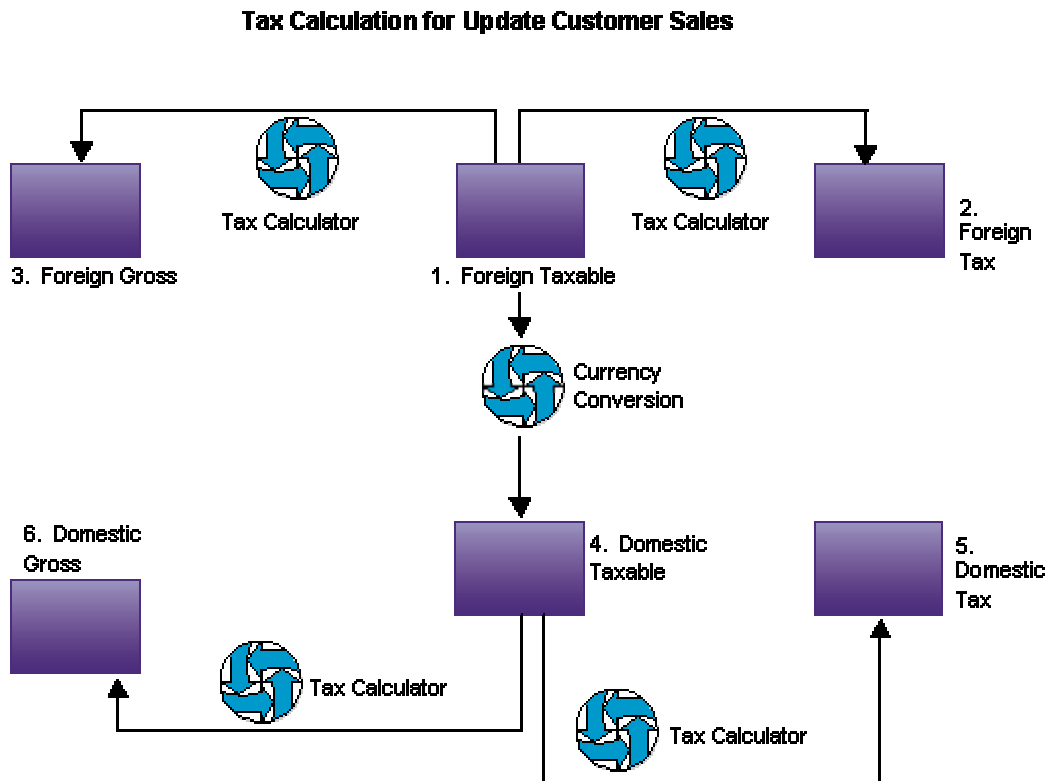 Tax Calculation for Update Customer Sales
Tax Calculator
Tax Calculator
3. Foreign Gross
1. Foreign Taxable
2.
Foreign
Tax
Currency
Conversion
6. Domestic
Gross
4. Domestic
Taxable
5.
Domestic
Tax
Tax Calculator
Tax Calculator